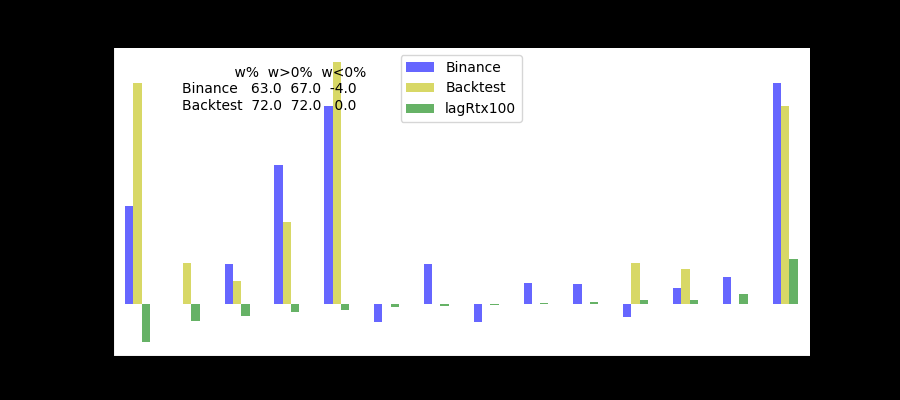 w%  w>0%  w<0%
Binance   63.0  67.0  -4.0
Backtest  72.0  72.0   0.0
Binance
Backtest
lagRtx100